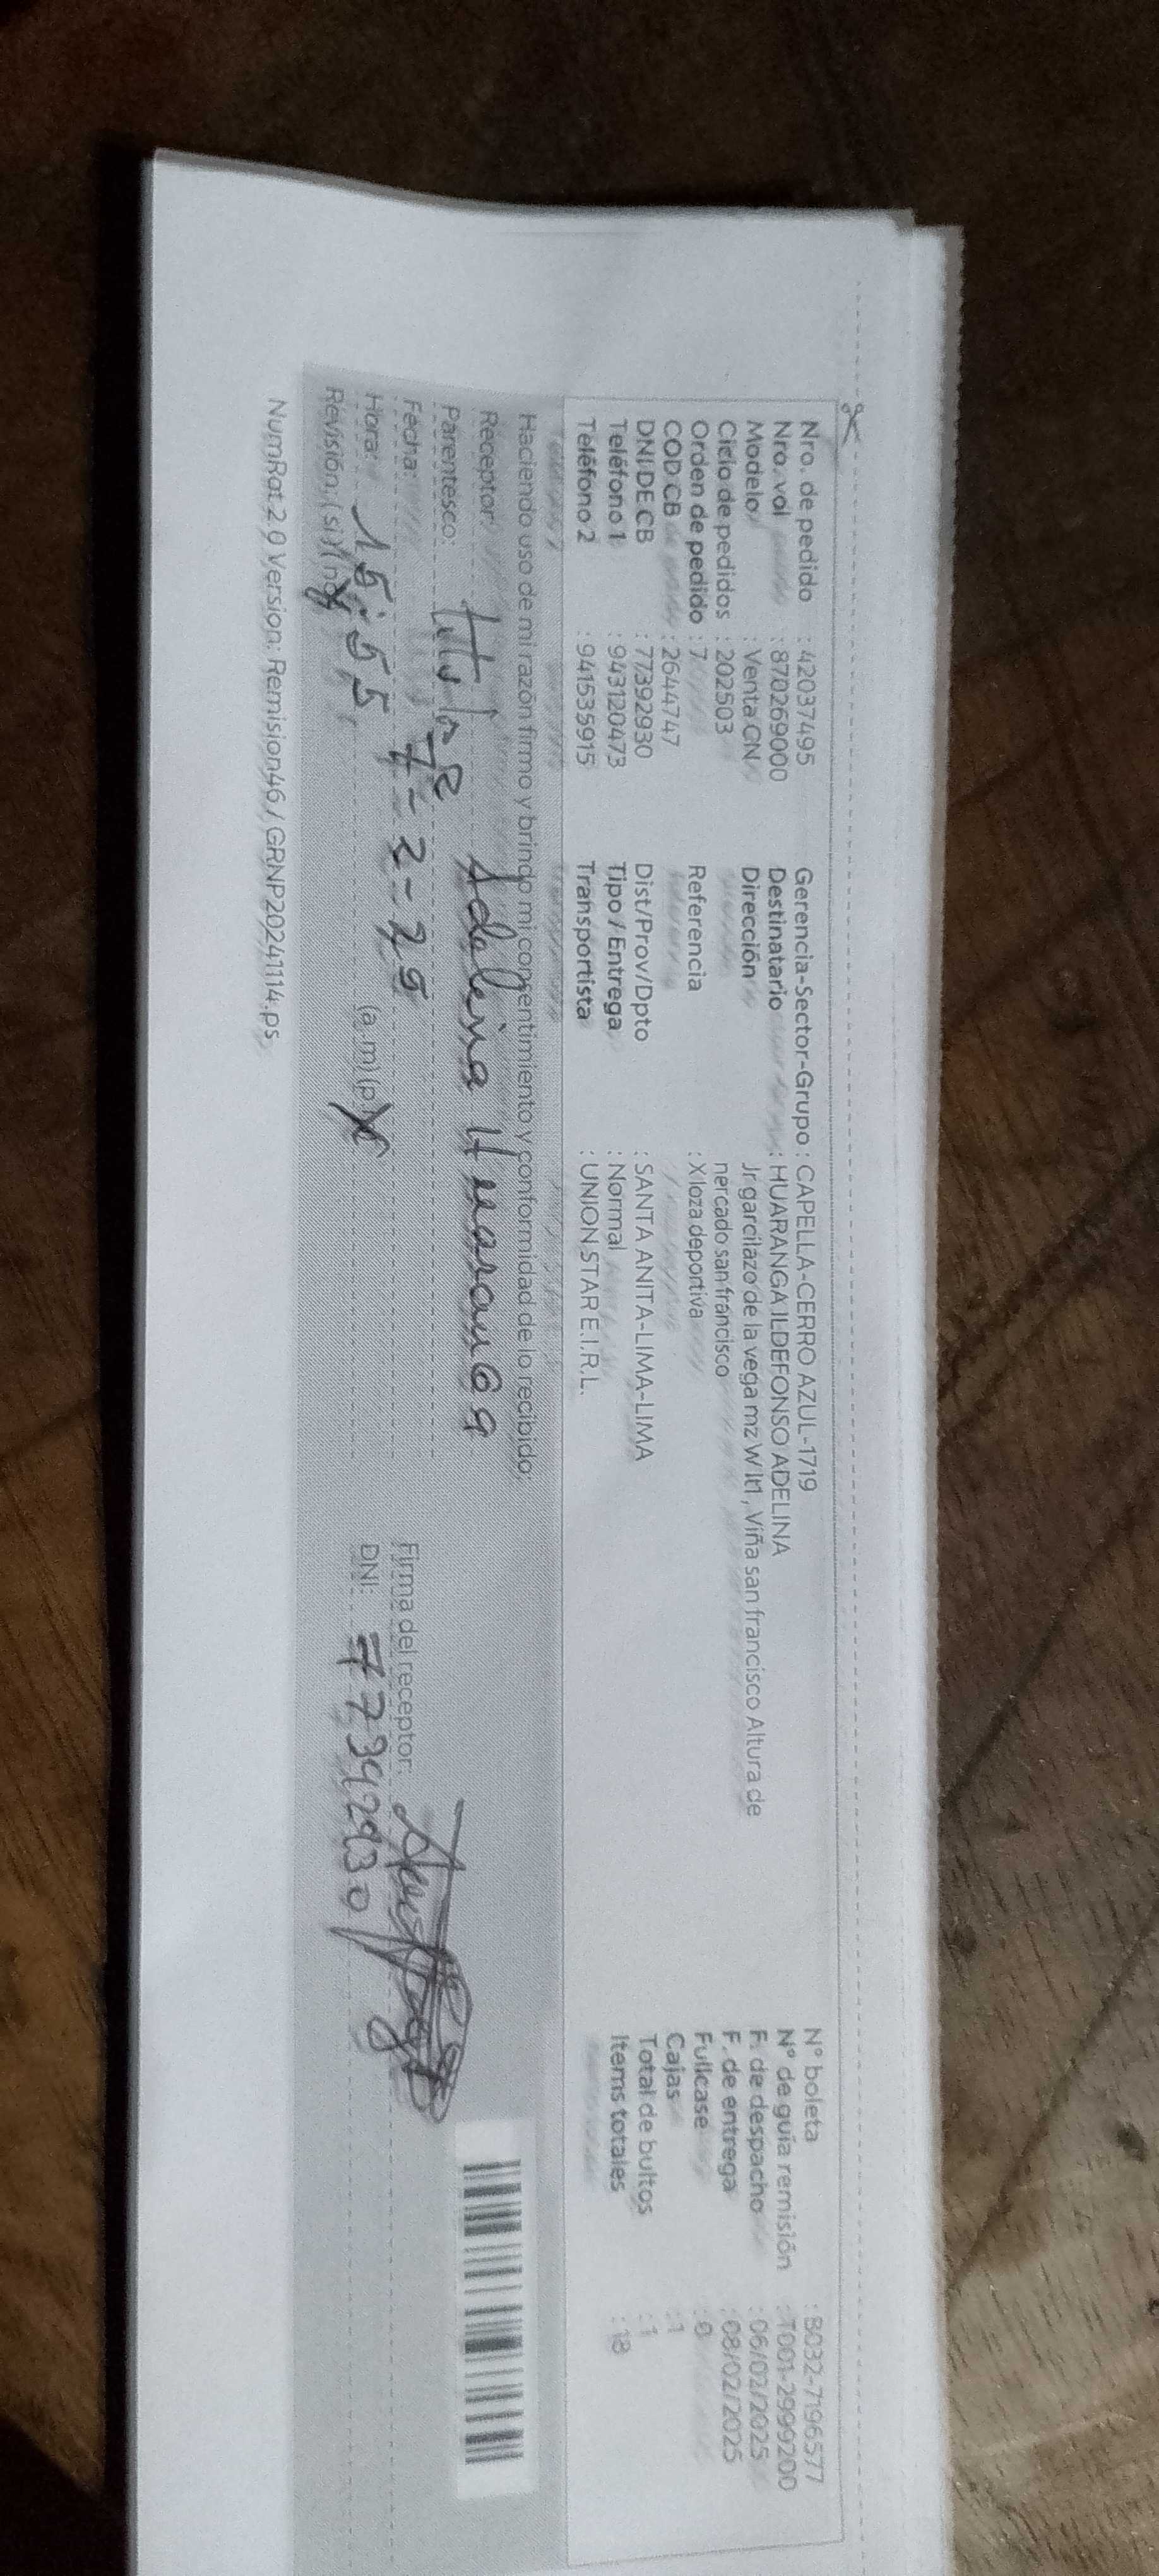 Nro. de pedido : 42037495
Nro. vol : 870269000
Modelo : Venta CN
Ciclo de pedidos : 202503
Orden de pedido : 7
COD CB : 2644747
DNI DE CB : 77392930
Teléfono 1 : 943120473
Teléfono 2 : 941535915
Gerencia-Sector-Grupo : CAPELLA-CERRO AZUL-1719
Destinatario : HUARANGA ILDEFONSO ADELINA
Dirección Jr garcilazo de la vega mz W lt1 , Viña san francisco Altura de
nercado san francisco
Referencia : X loza deportiva
Dist/Prov/Dpto : SANTA ANITA-LIMA-LIMA
Tipo / Entrega : Normal
Transportista : UNION STAR E.I.R.L.
N° boleta : B032-7196577
N° de guía remisión : T001-2999200
F. de despacho : 06/02/2025
F. de entrega : 08/02/2025
Fullcase : 0
Cajas : 1
Total de bultos : 1
Items totales : 18
Haciendo uso de mi razón firmo y brindo mi consentimiento y conformidad de lo recibido:
Receptor: Adelina Huaranga
Parentesco: Titular
Fecha: 7-2-25
Hora: 15:55 (a.m) (p
Revisión: (si) (no)
Firma del receptor:
DNI: 77392930
NumRat 2.0 Version: Remision46 / GRNP20241114.ps